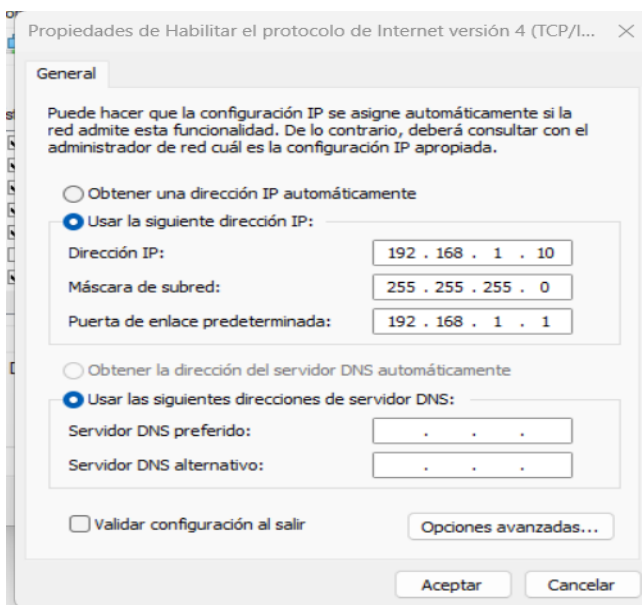 Propiedades de Habilitar el protocolo de Internet versión 4 (TCP/I...
General
Puede hacer que la configuración IP se asigne automáticamente si la
red admite esta funcionalidad. De lo contrario, deberá consultar con el
administrador de red cuál es la configuración IP apropiada.
Obtener una dirección IP automáticamente
Usar la siguiente dirección IP:
Dirección IP: 192 . 168 . 1 . 10
Máscara de subred: 255 . 255 . 255 . 0
Puerta de enlace predeterminada: 192 . 168 . 1 . 1
Obtener la dirección del servidor DNS automáticamente
Usar las siguientes direcciones de servidor DNS:
Servidor DNS preferido: . . .
Servidor DNS alternativo: . . .
Validar configuración al salir
Opciones avanzadas...
Aceptar Cancelar